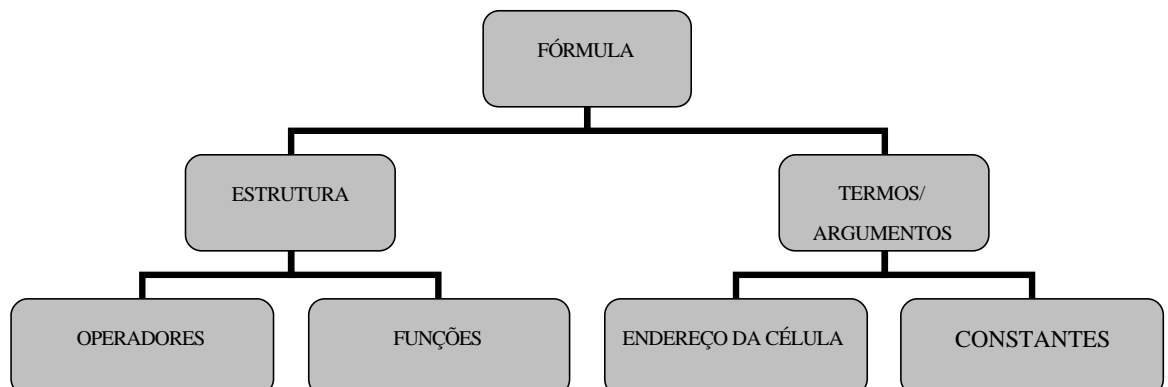 FÓRMULA
ESTRUTURA
TERMOS/
ARGUMENTOS
OPERADORES
FUNÇÕES
ENDEREÇO DA CÉLULA
CONSTANTES